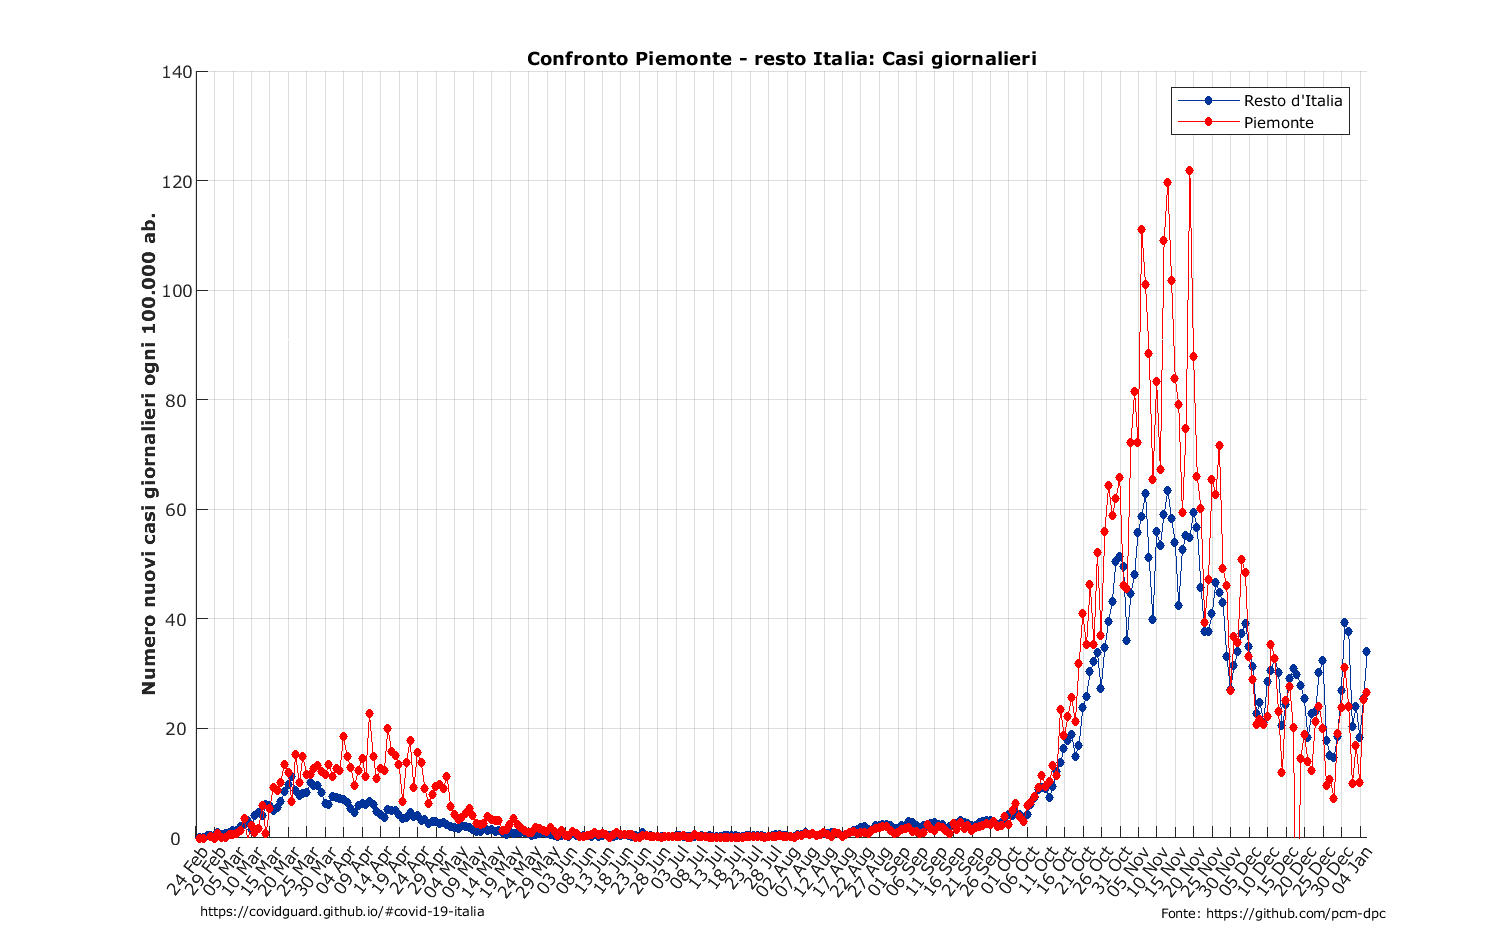 Confronto Piemonte - resto Italia: Casi giornalieri
140
120
100
80
60
40
20
0
Numero nuovi casi giornalieri ogni 100.000 ab.
Resto d'Italia
Piemonte
24 Feb
29 Feb
05 Mar
10 Mar
15 Mar
20 Mar
25 Mar
30 Mar
04 Apr
09 Apr
14 Apr
19 Apr
24 Apr
29 Apr
04 May
09 May
14 May
19 May
24 May
29 May
03 Jun
08 Jun
13 Jun
18 Jun
23 Jun
28 Jun
03 Jul
08 Jul
13 Jul
18 Jul
23 Jul
28 Jul
02 Aug
07 Aug
12 Aug
17 Aug
22 Aug
27 Aug
01 Sep
06 Sep
11 Sep
16 Sep
21 Sep
26 Sep
01 Oct
06 Oct
11 Oct
16 Oct
21 Oct
26 Oct
31 Oct
05 Nov
10 Nov
15 Nov
20 Nov
25 Nov
30 Nov
05 Dec
10 Dec
15 Dec
20 Dec
25 Dec
30 Dec
04 Jan
https://covidguard.github.io/#covid-19-italia
Fonte: https://github.com/pcm-dpc